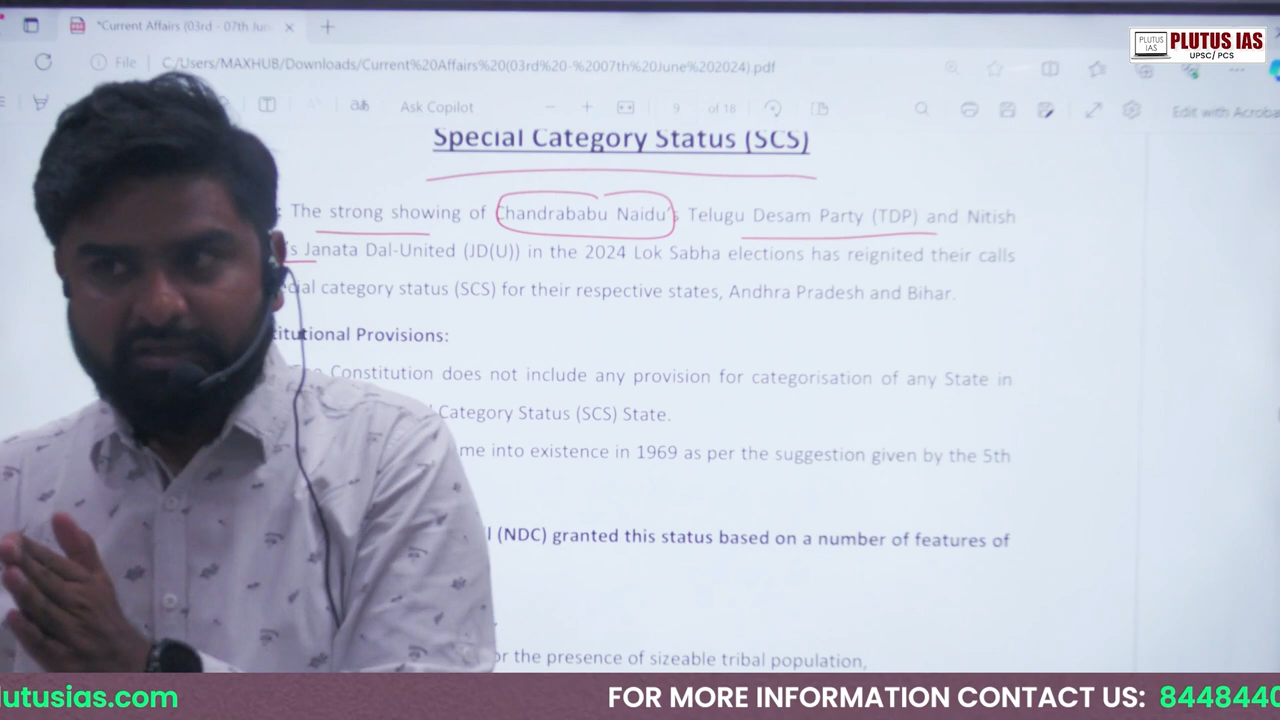 *Current Affairs (03rd - 07th Jun
PLUTUS IAS
PLUTUS IAS
UPSC/ PCS
File
C:/Users/MAXHUB/Downloads/Current%20
%2007th%20June%202024).pdf
Ask Copilot
9 of 18
Edit with Acroba
Special Category Status (SCS)
: The strong showing of Chandrababu Naidu's Telugu Desam Party (TDP) and Nitish
's Janata Dal-United (JD(U)) in the 2024 Lok Sabha elections has reignited their calls
cial category status (SCS) for their respective states, Andhra Pradesh and Bihar.
titutional Provisions:
Constitution does not include any provision for categorisation of any State in
Category Status (SCS) State.
me into existence in 1969 as per the suggestion given by the 5th
l (NDC) granted this status based on a number of features of
or the presence of sizeable tribal population,
lutusias.com
FOR MORE INFORMATION CONTACT US: 8448440